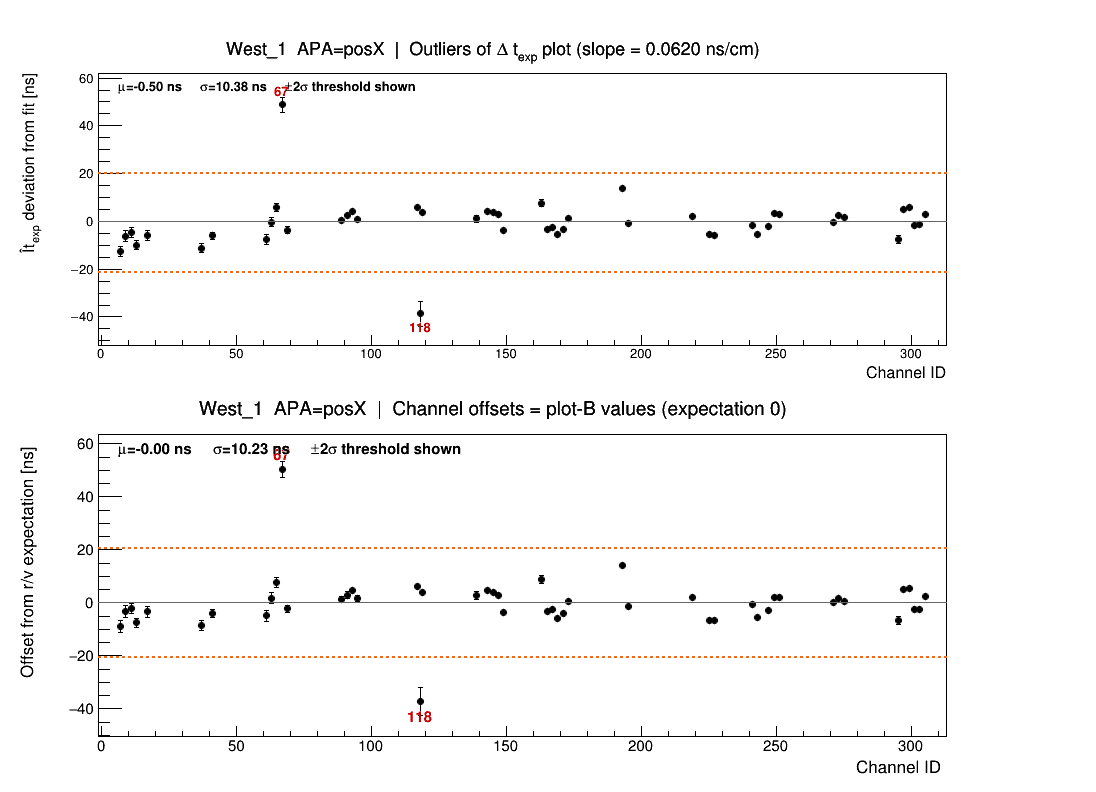 West_1 APA=posX | Outliers of Δ t_exp plot (slope = 0.0620 ns/cm)
Ît_exp deviation from fit [ns]
μ=-0.50 ns σ=10.38 ns ±2σ threshold shown
67
118
60
40
20
0
−20
−40
0 50 100 150 200 250 300
Channel ID
West_1 APA=posX | Channel offsets = plot-B values (expectation 0)
Offset from r/v expectation [ns]
μ=-0.00 ns σ=10.23 ns ±2σ threshold shown
67
118
60
40
20
0
−20
−40
0 50 100 150 200 250 300
Channel ID